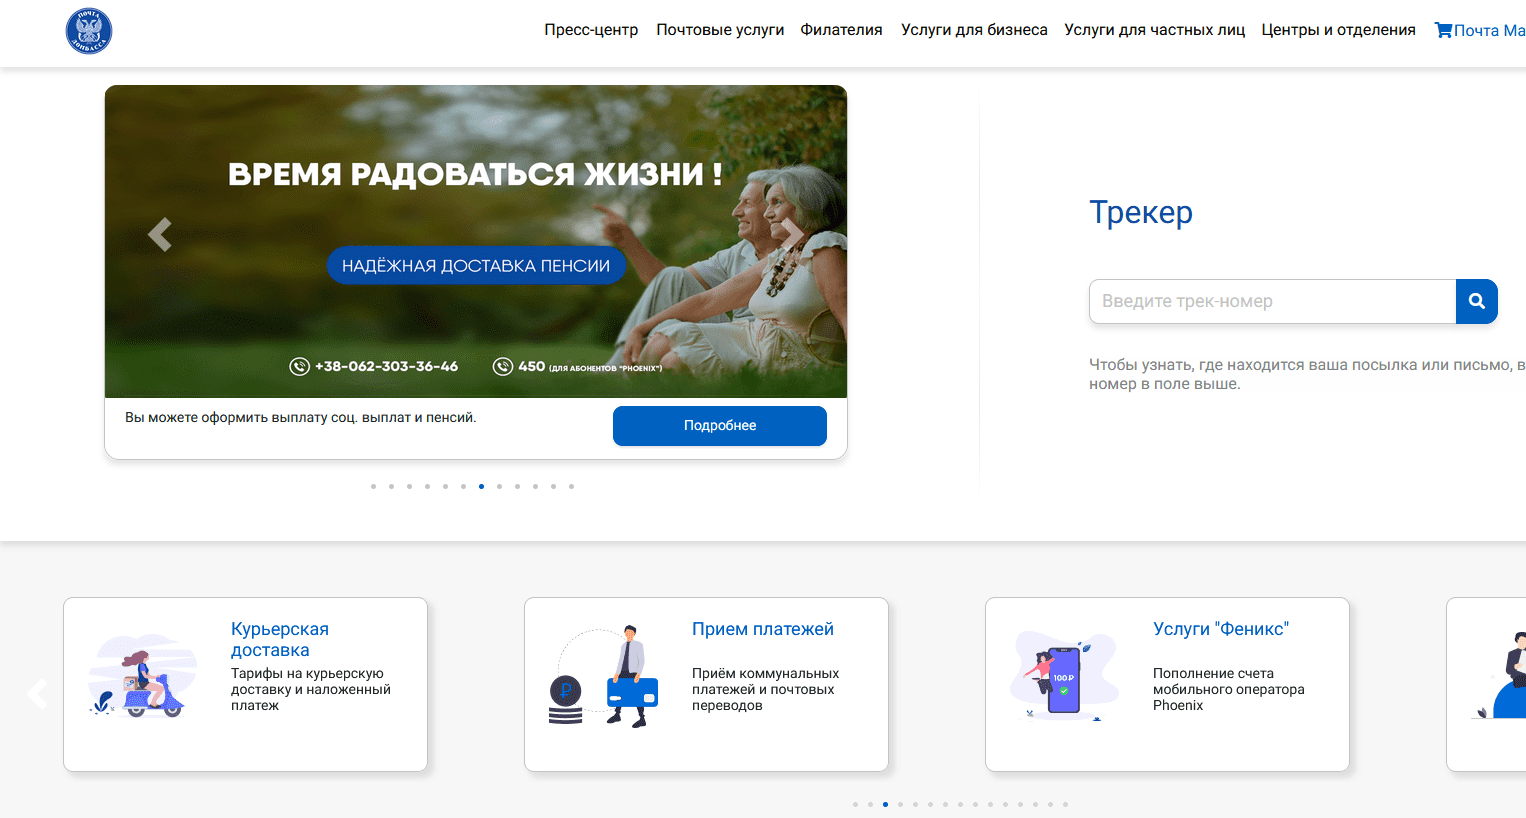 ПОЧТА
ДОНБАССА
Пресс-центр
Почтовые услуги
Филателия
Услуги для бизнеса
Услуги для частных лиц
Центры и отделения
Почта Ма
ВРЕМЯ РАДОВАТЬСЯ ЖИЗНИ !
НАДЁЖНАЯ ДОСТАВКА ПЕНСИИ
+38-062-303-36-46
450 (ДЛЯ АБОНЕНТОВ "PHOENIX")
Вы можете оформить выплату соц. выплат и пенсий.
Подробнее
Трекер
Введите трек-номер
Чтобы узнать, где находится ваша посылка или письмо, в
номер в поле выше.
Курьерская
доставка
Тарифы на курьерскую
доставку и наложенный
платеж
Прием платежей
Приём коммунальных
платежей и почтовых
переводов
Услуги "Феникс"
100 ₽
Пополнение счета
мобильного оператора
Phoenix